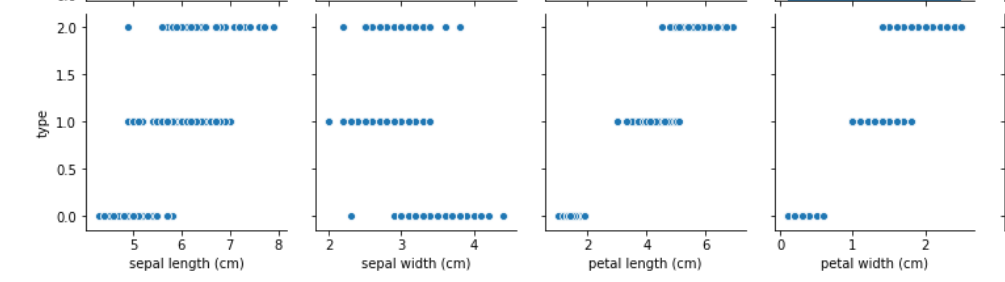 2.0
1.5
1.0
0.5
0.0
type
5 6 7 8
2 3 4
2 4 6
0 1 2
sepal length (cm)
sepal width (cm)
petal length (cm)
petal width (cm)